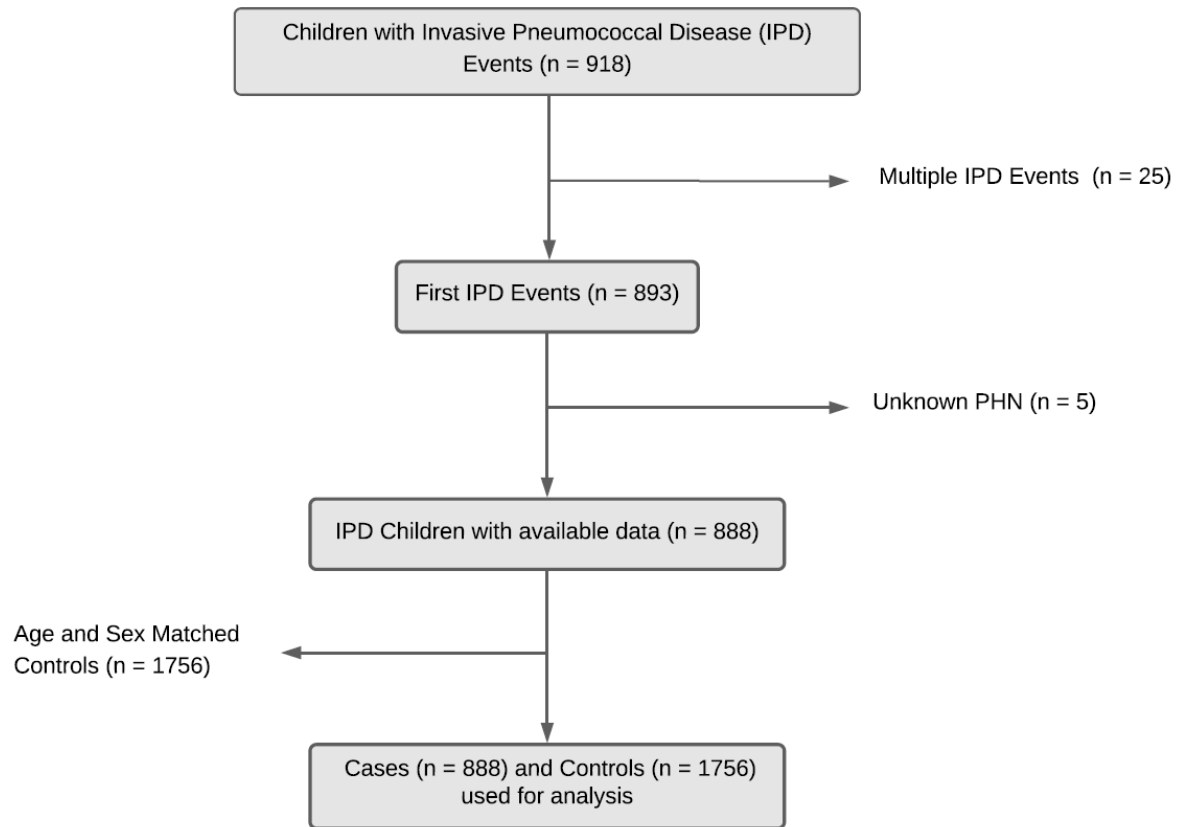 Children with Invasive Pneumococcal Disease (IPD)
Events (n = 918)
Multiple IPD Events  (n = 25)
First IPD Events (n = 893)
Unknown PHN (n = 5)
IPD Children with available data (n = 888)
Age and Sex Matched
Controls (n = 1756)
Cases (n = 888) and Controls (n = 1756)
used for analysis